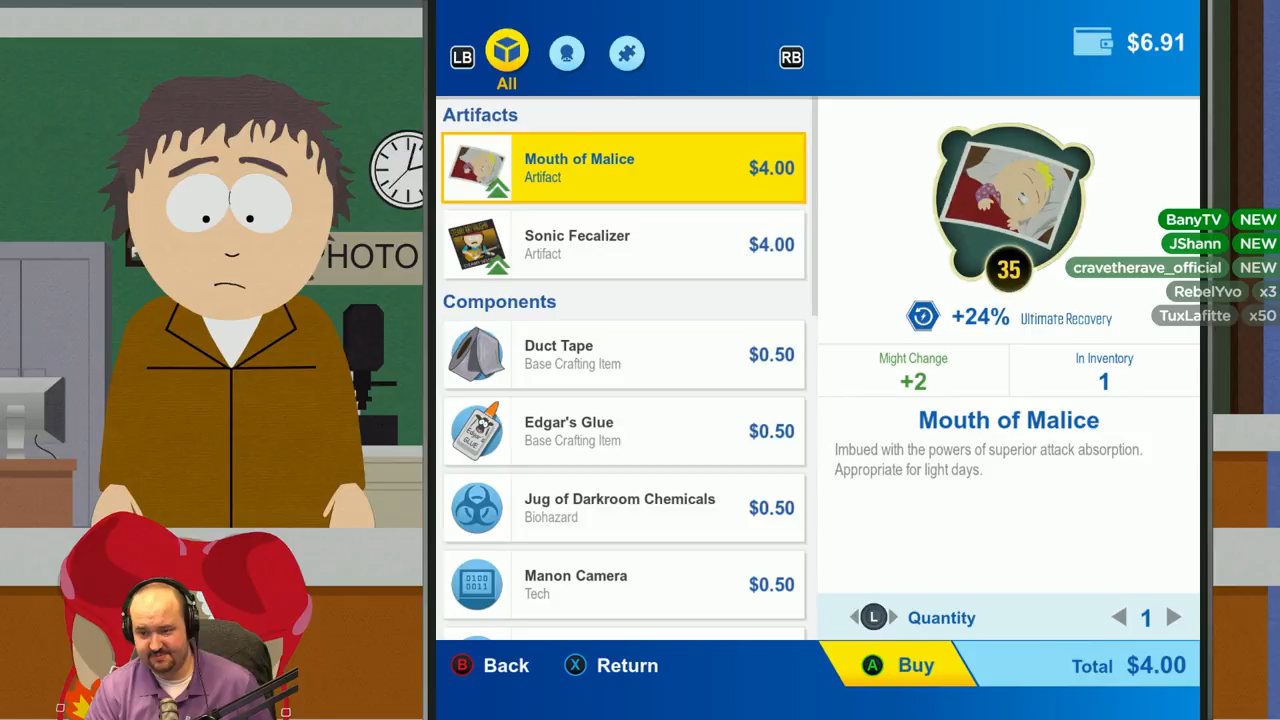 LB
All
RB
$6.91
Artifacts
Mouth of Malice
Artifact
$4.00
Sonic Fecalizer
Artifact
$4.00
Components
Duct Tape
Base Crafting Item
$0.50
Edgar's Glue
Base Crafting Item
$0.50
Jug of Darkroom Chemicals
Biohazard
$0.50
Manon Camera
Tech
$0.50
35
+24% Ultimate Recovery
Might Change
+2
In Inventory
1
Mouth of Malice
Imbued with the powers of superior attack absorption.
Appropriate for light days.
L Quantity 1
B Back X Return
A Buy
Total $4.00
PHOTO
BanyTV NEW
JShann NEW
cravetherave_official NEW
RebelYvo x3
TuxLafitte x50